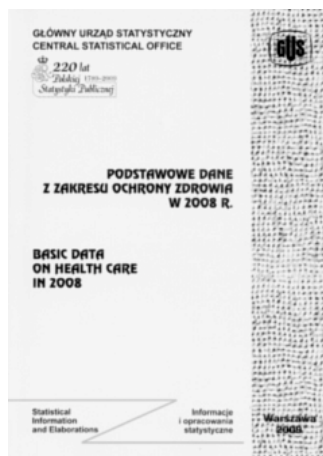 GŁÓWNY URZĄD STATYSTYCZNY
CENTRAL STATISTICAL OFFICE
GUS
220 lat
Polskiej 1789-2009
Statystyki Publicznej
PODSTAWOWE DANE
Z ZAKRESU OCHRONY ZDROWIA
W 2008 R.
BASIC DATA
ON HEALTH CARE
IN 2008
Statistical
Information
and Elaborations
Informacje
i opracowania
statystyczne
Warszawa